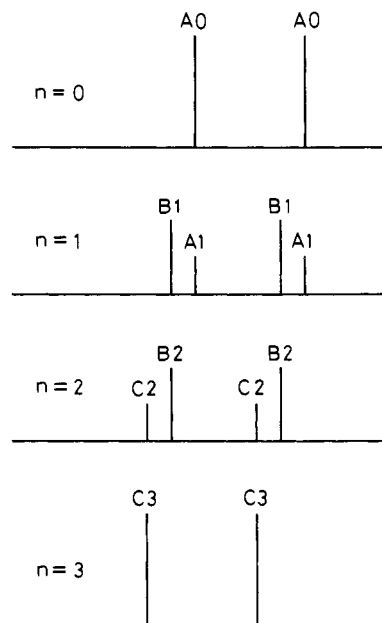 A0 A0
n = 0
B1 B1
n = 1 A1 A1
B2 B2
n = 2 C2 C2
C3 C3
n = 3